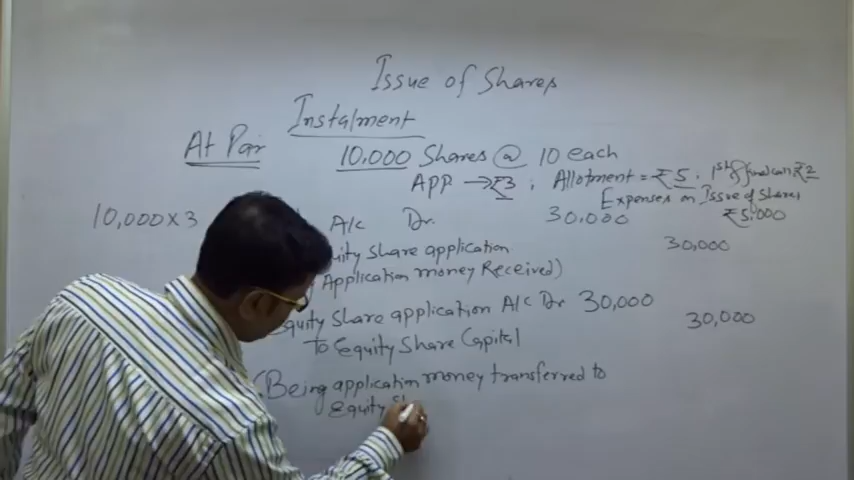 Issue of Shares
Instalment
At Par
10,000 Shares @ 10 each
APP → ₹3 ; Allotment = ₹5 . 1st & final call ₹2
Expenses on Issue of Shares
₹5,000
10,000 × 3
A/c Dr. 30,000
Equity Share application 30,000
Application money Received)
Equity Share application A/c Dr 30,000
To Equity Share Capital 30,000
(Being application money transferred to
Equity